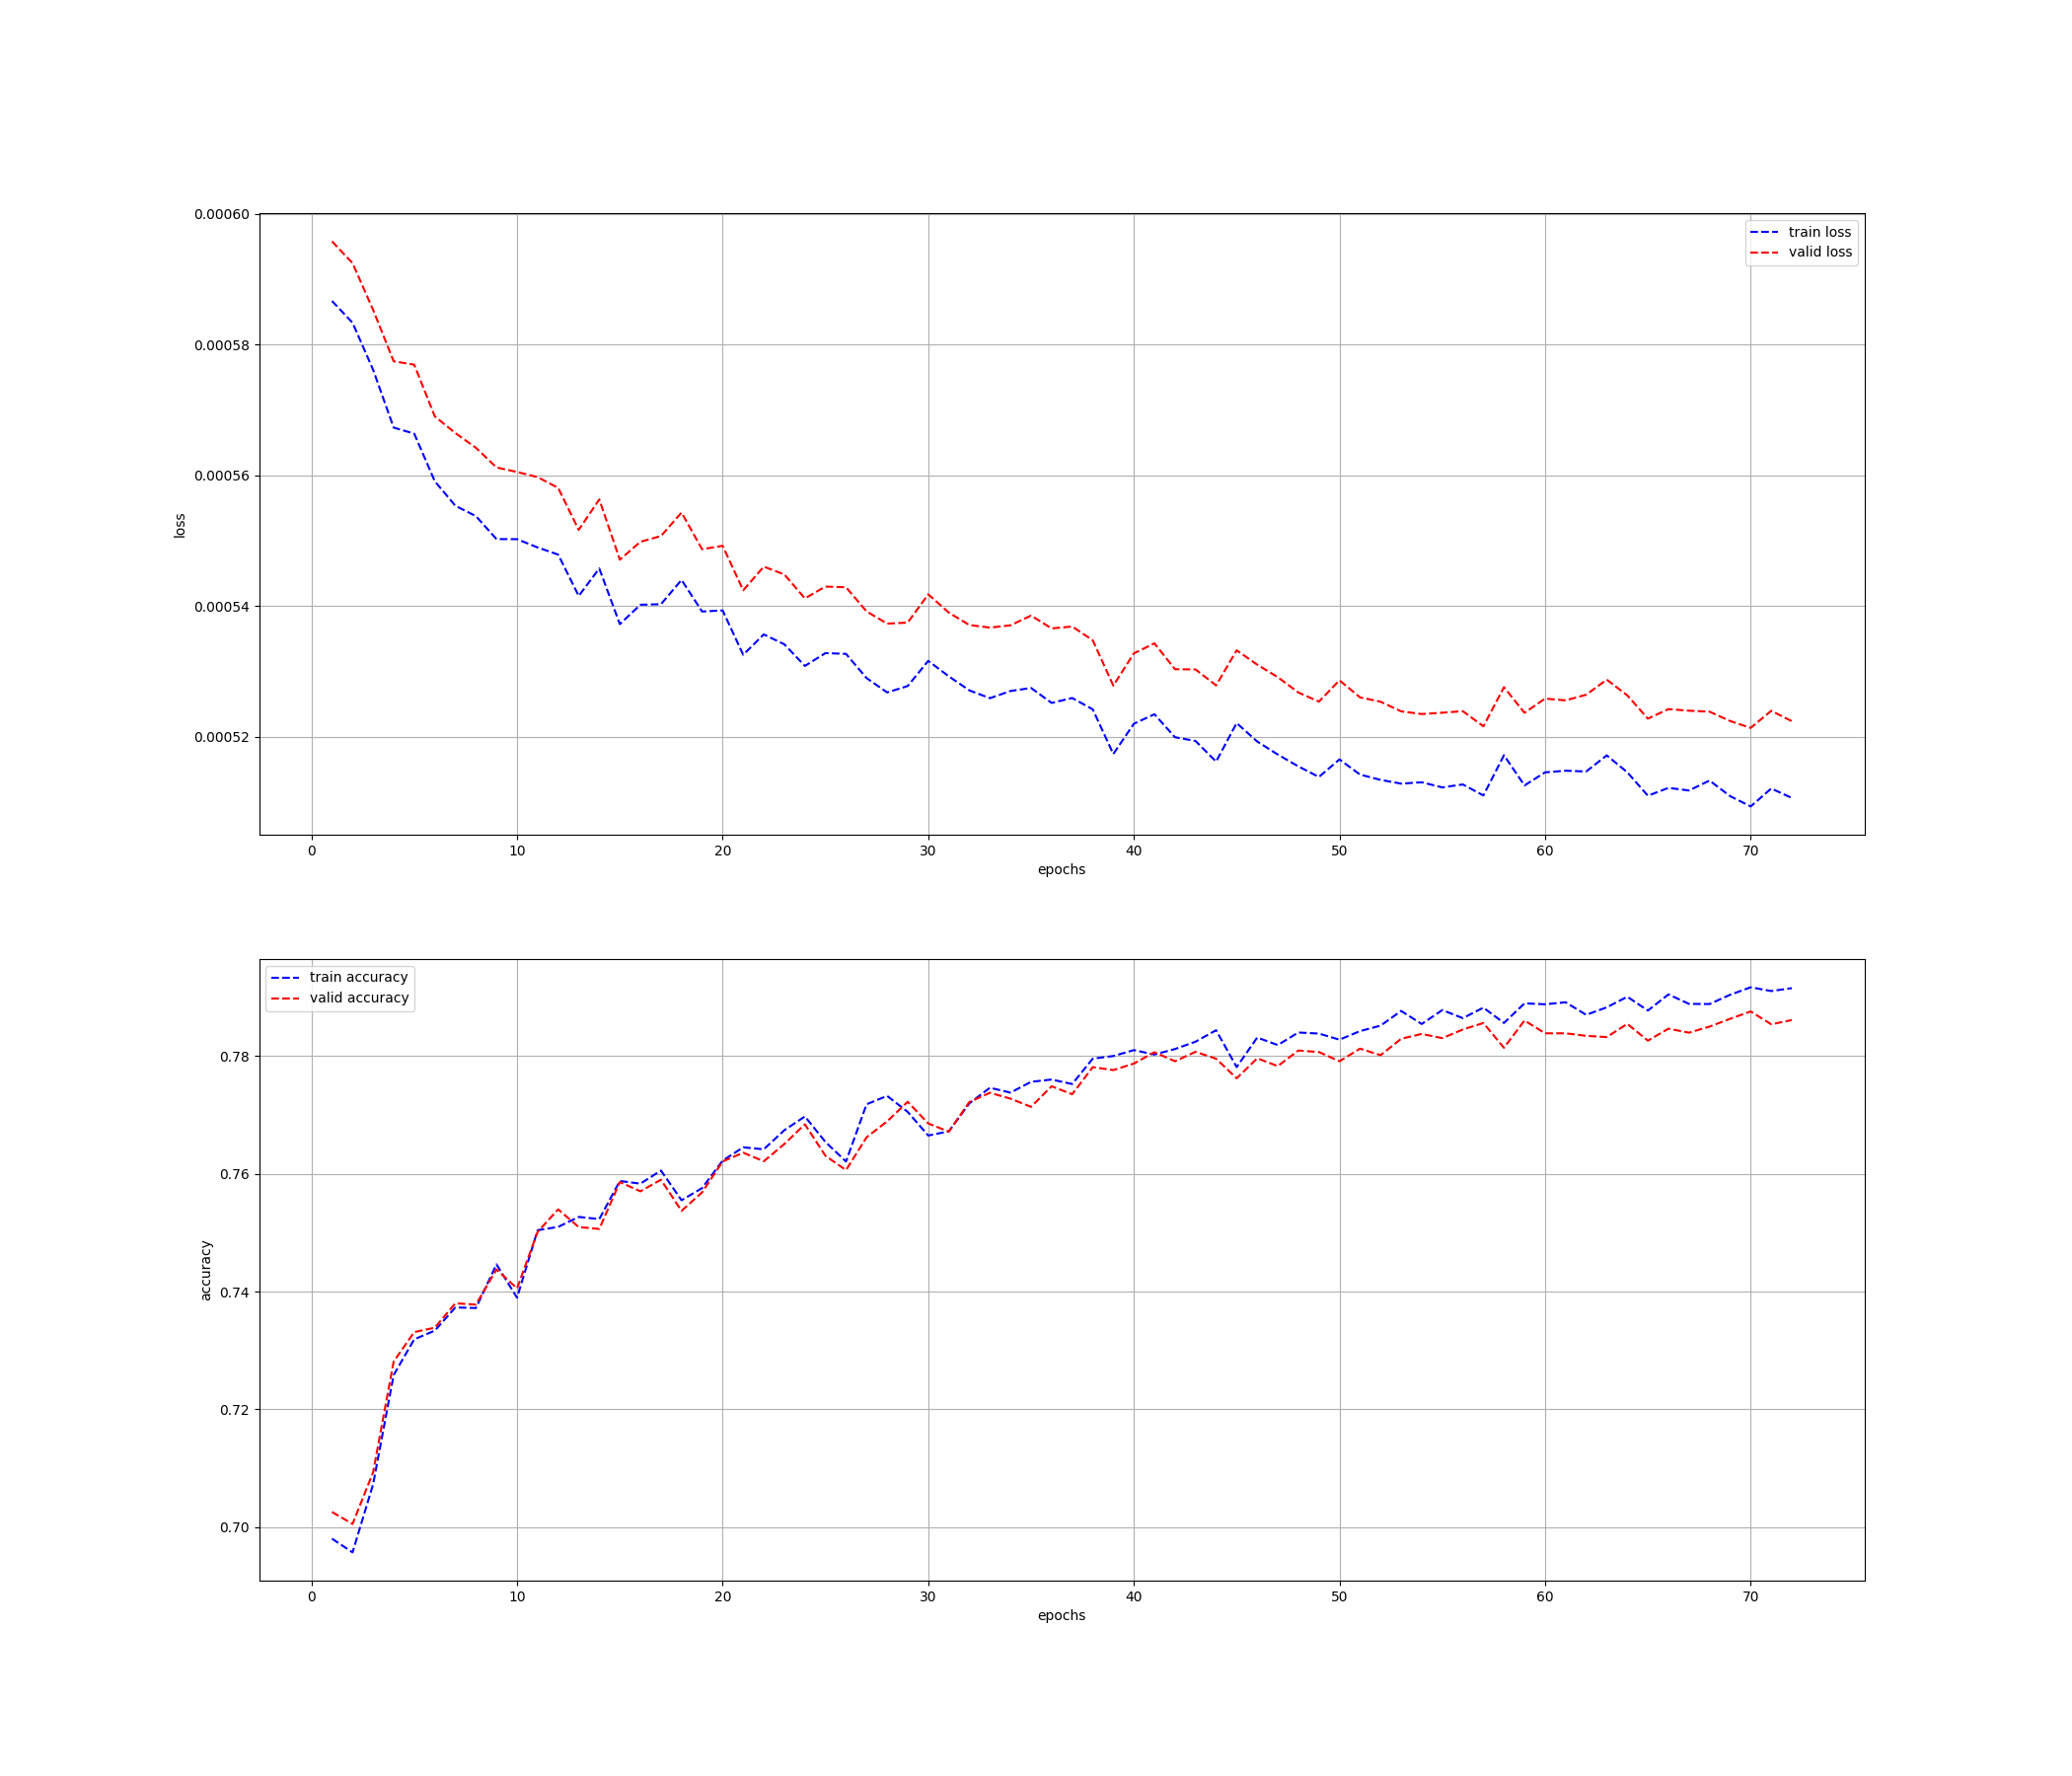 0.00060
0.00058
0.00056
0.00054
0.00052
loss
train loss
valid loss
0 10 20 30 40 50 60 70
epochs
train accuracy
valid accuracy
0.78
0.76
0.74
0.72
0.70
accuracy
0 10 20 30 40 50 60 70
epochs